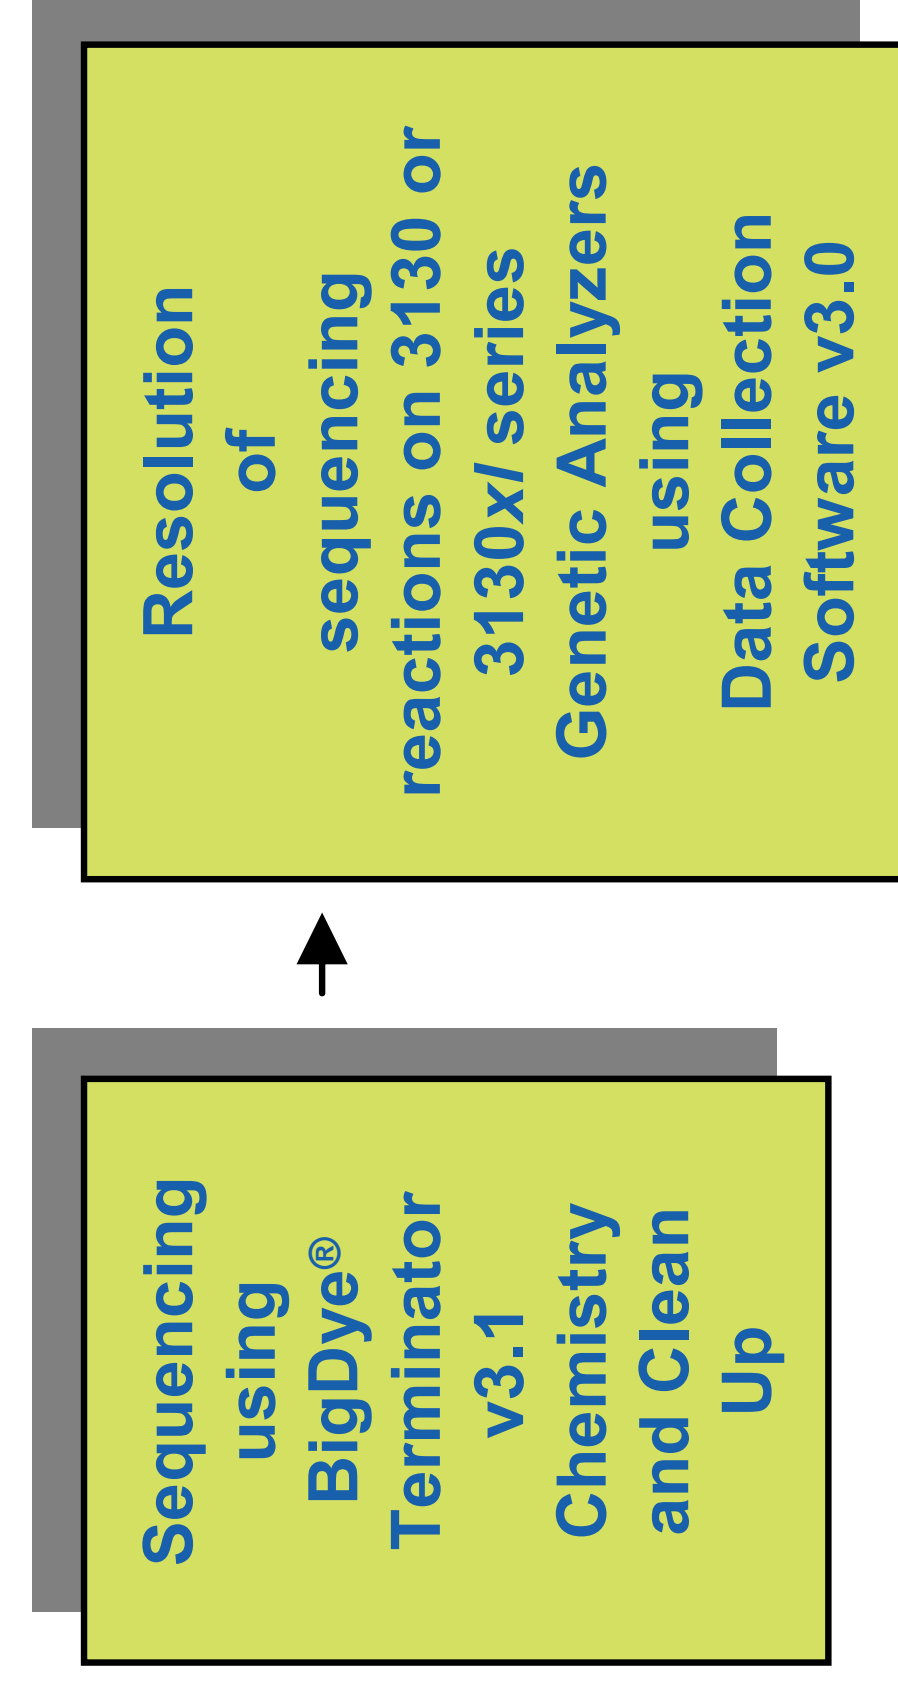 Sequencing
using
BigDye®
Terminator
v3.1
Chemistry
and Clean
Up
Resolution
of
sequencing
reactions on 3130 or
3130xl series
Genetic Analyzers
using
Data Collection
Software v3.0